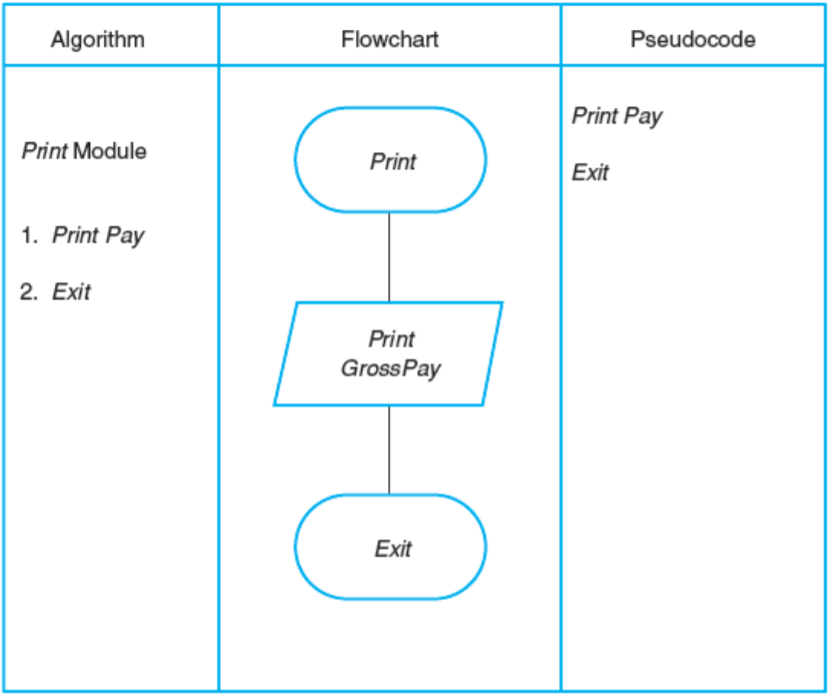 Algorithm
Flowchart
Pseudocode
Print Module
1. Print Pay
2. Exit
Print
Print
GrossPay
Exit
Print Pay
Exit